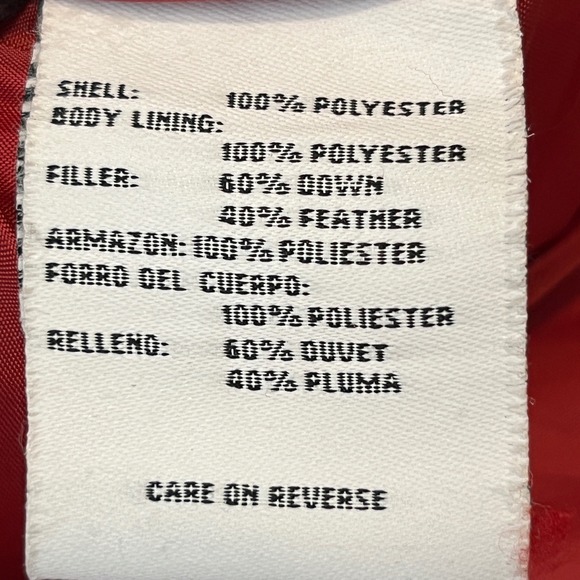 SHELL: 100% POLYESTER
BODY LINING:
100% POLYESTER
FILLER: 60% DOWN
40% FEATHER
ARMAZON: 100% POLIESTER
FORRO DEL CUERPO:
100% POLIESTER
RELLENO: 60% DUVET
40% PLUMA
CARE ON REVERSE